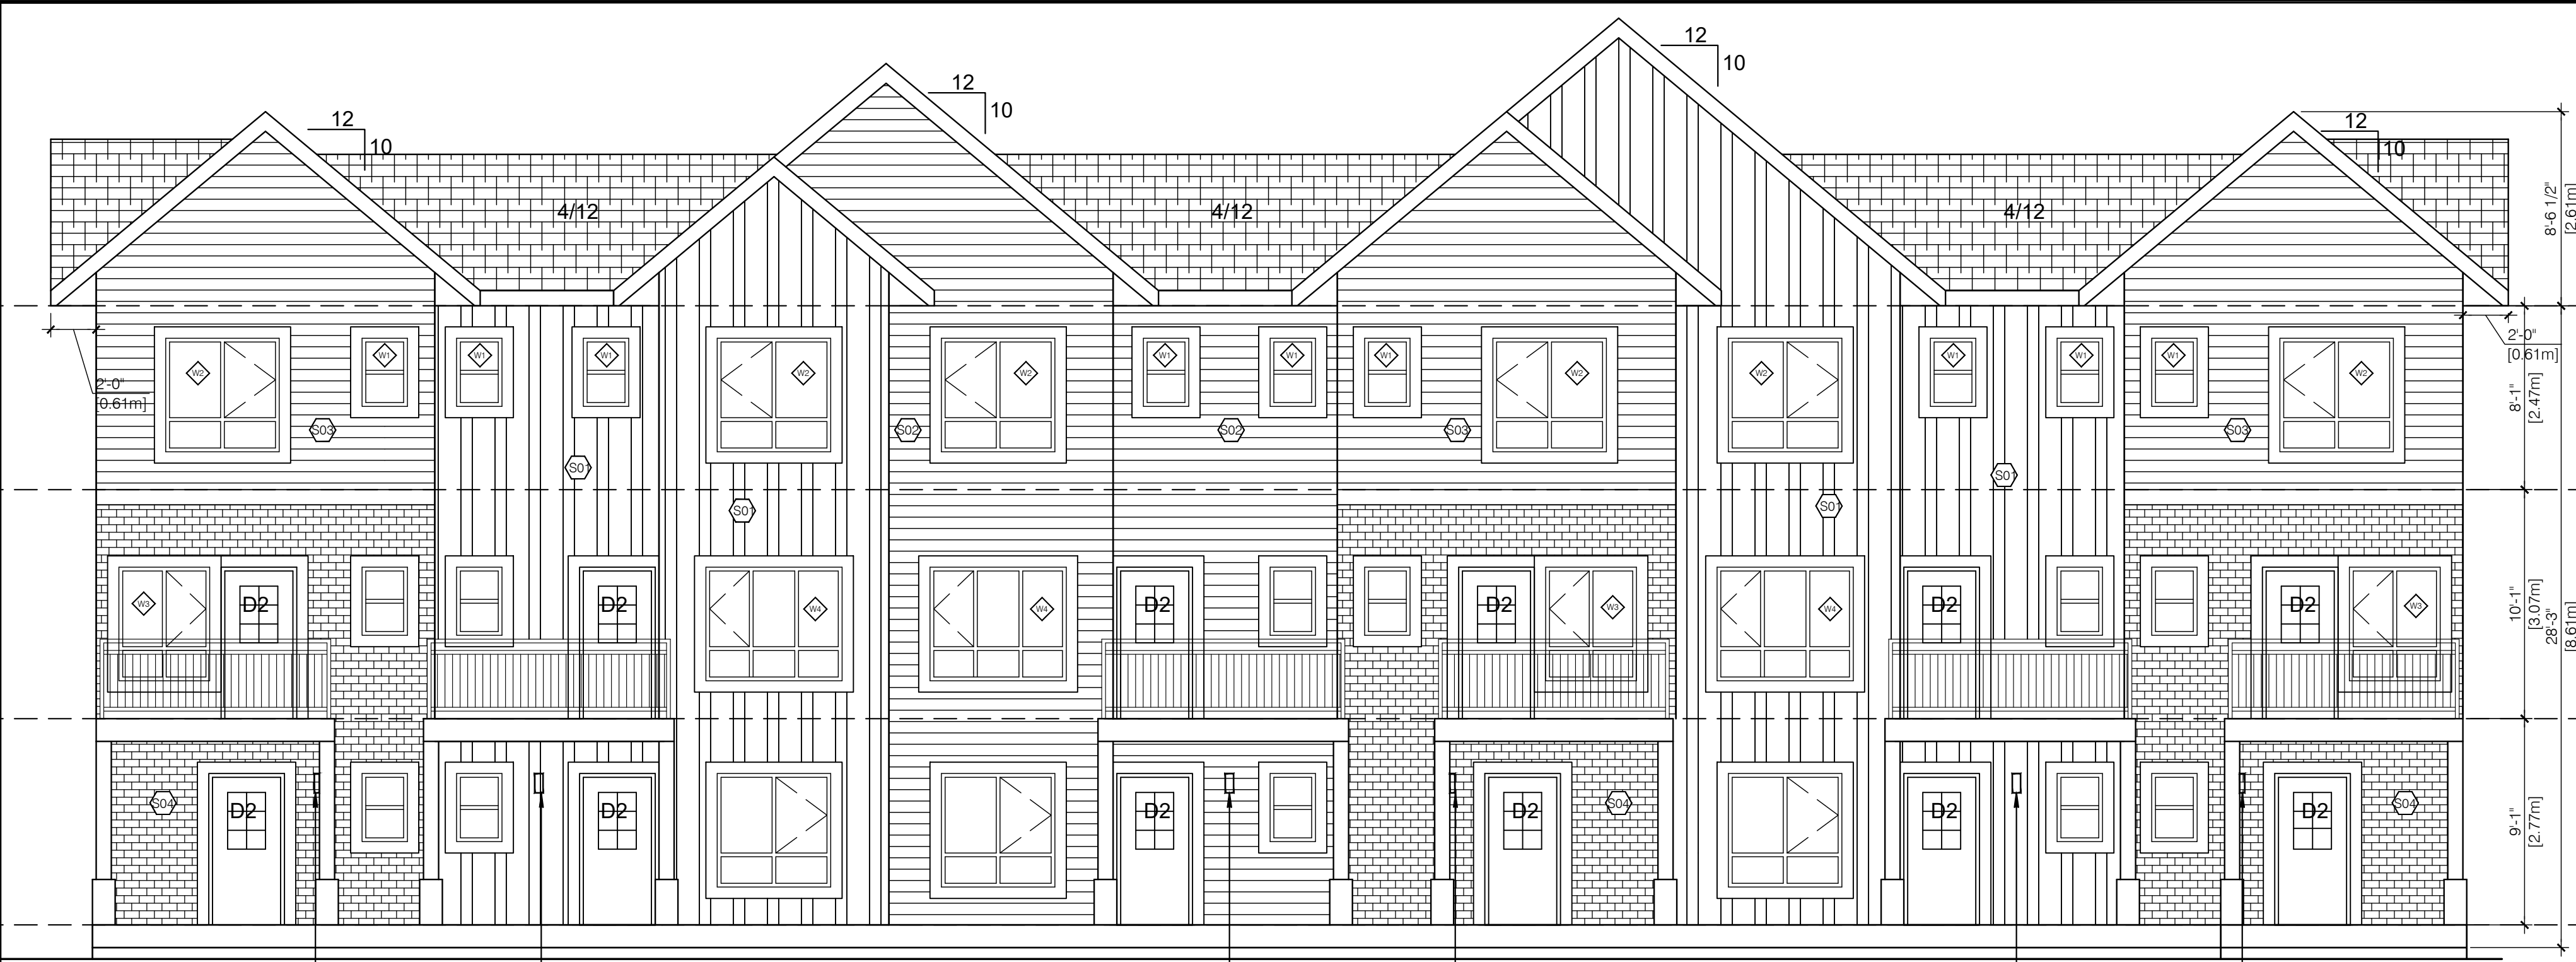 12
10
12
10
12
10
12
10
4/12
4/12
4/12
8'-6 1/2"
[2.61m]
2'-0"
[0.61m]
2'-0"
[0.61m]
W2
W1
W1
W1
W2
W2
W1
W1
W1
W2
W2
W1
W1
W1
W2
8'-1"
[2.47m]
S03
S02
S02
S03
S03
S01
S01
S01
S01
W3
D2
D2
W4
W4
D2
D2
W3
W4
D2
D2
W3
10'-1"
[3.07m]
28'-3"
[8.61m]
S04
D2
D2
D2
D2
S04
D2
D2
S04
9'-1"
[2.77m]